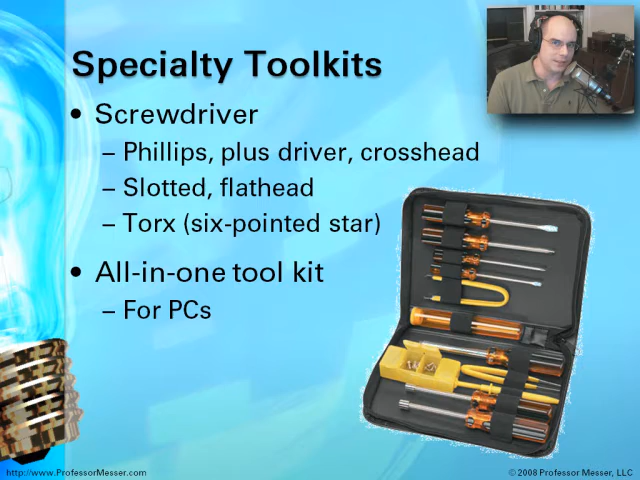 Specialty Toolkits
• Screwdriver
– Phillips, plus driver, crosshead
– Slotted, flathead
– Torx (six-pointed star)
• All-in-one tool kit
– For PCs
http://www.ProfessorMesser.com
© 2008 Professor Messer, LLC